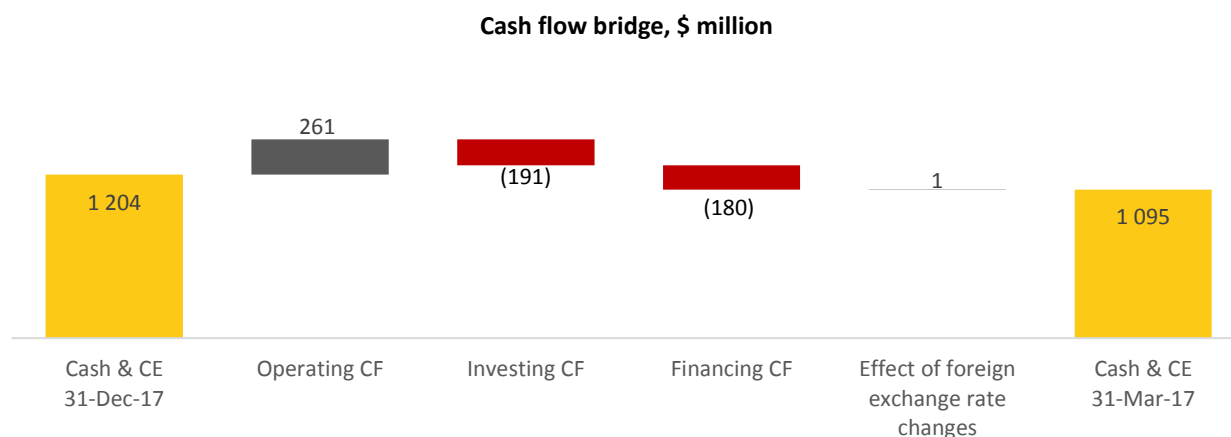 Cash flow bridge, $ million
261
1 204
(191)
(180)
1
1 095
Cash & CE
31-Dec-17
Operating CF
Investing CF
Financing CF
Effect of foreign
exchange rate
changes
Cash & CE
31-Mar-17